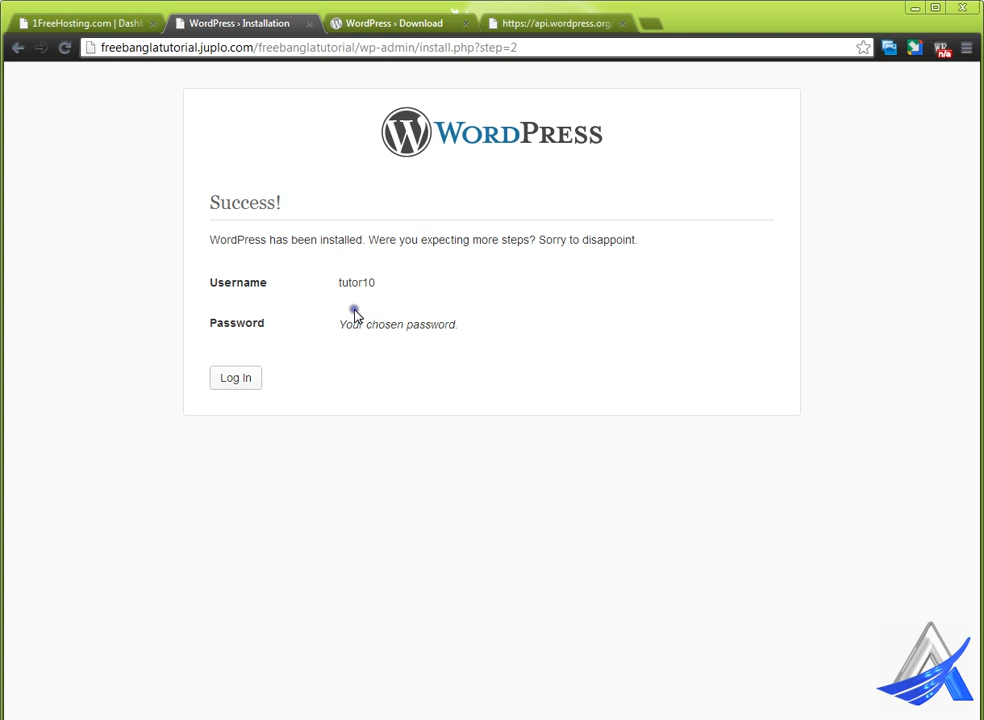 1FreeHosting.com | Dashb
WordPress › Installation
WordPress › Download
https://api.wordpress.org
freebanglatutorial.juplo.com/freebanglatutorial/wp-admin/install.php?step=2
n/a
WORDPRESS
Success!
WordPress has been installed. Were you expecting more steps? Sorry to disappoint.
Username tutor10
Password Your chosen password.
Log In